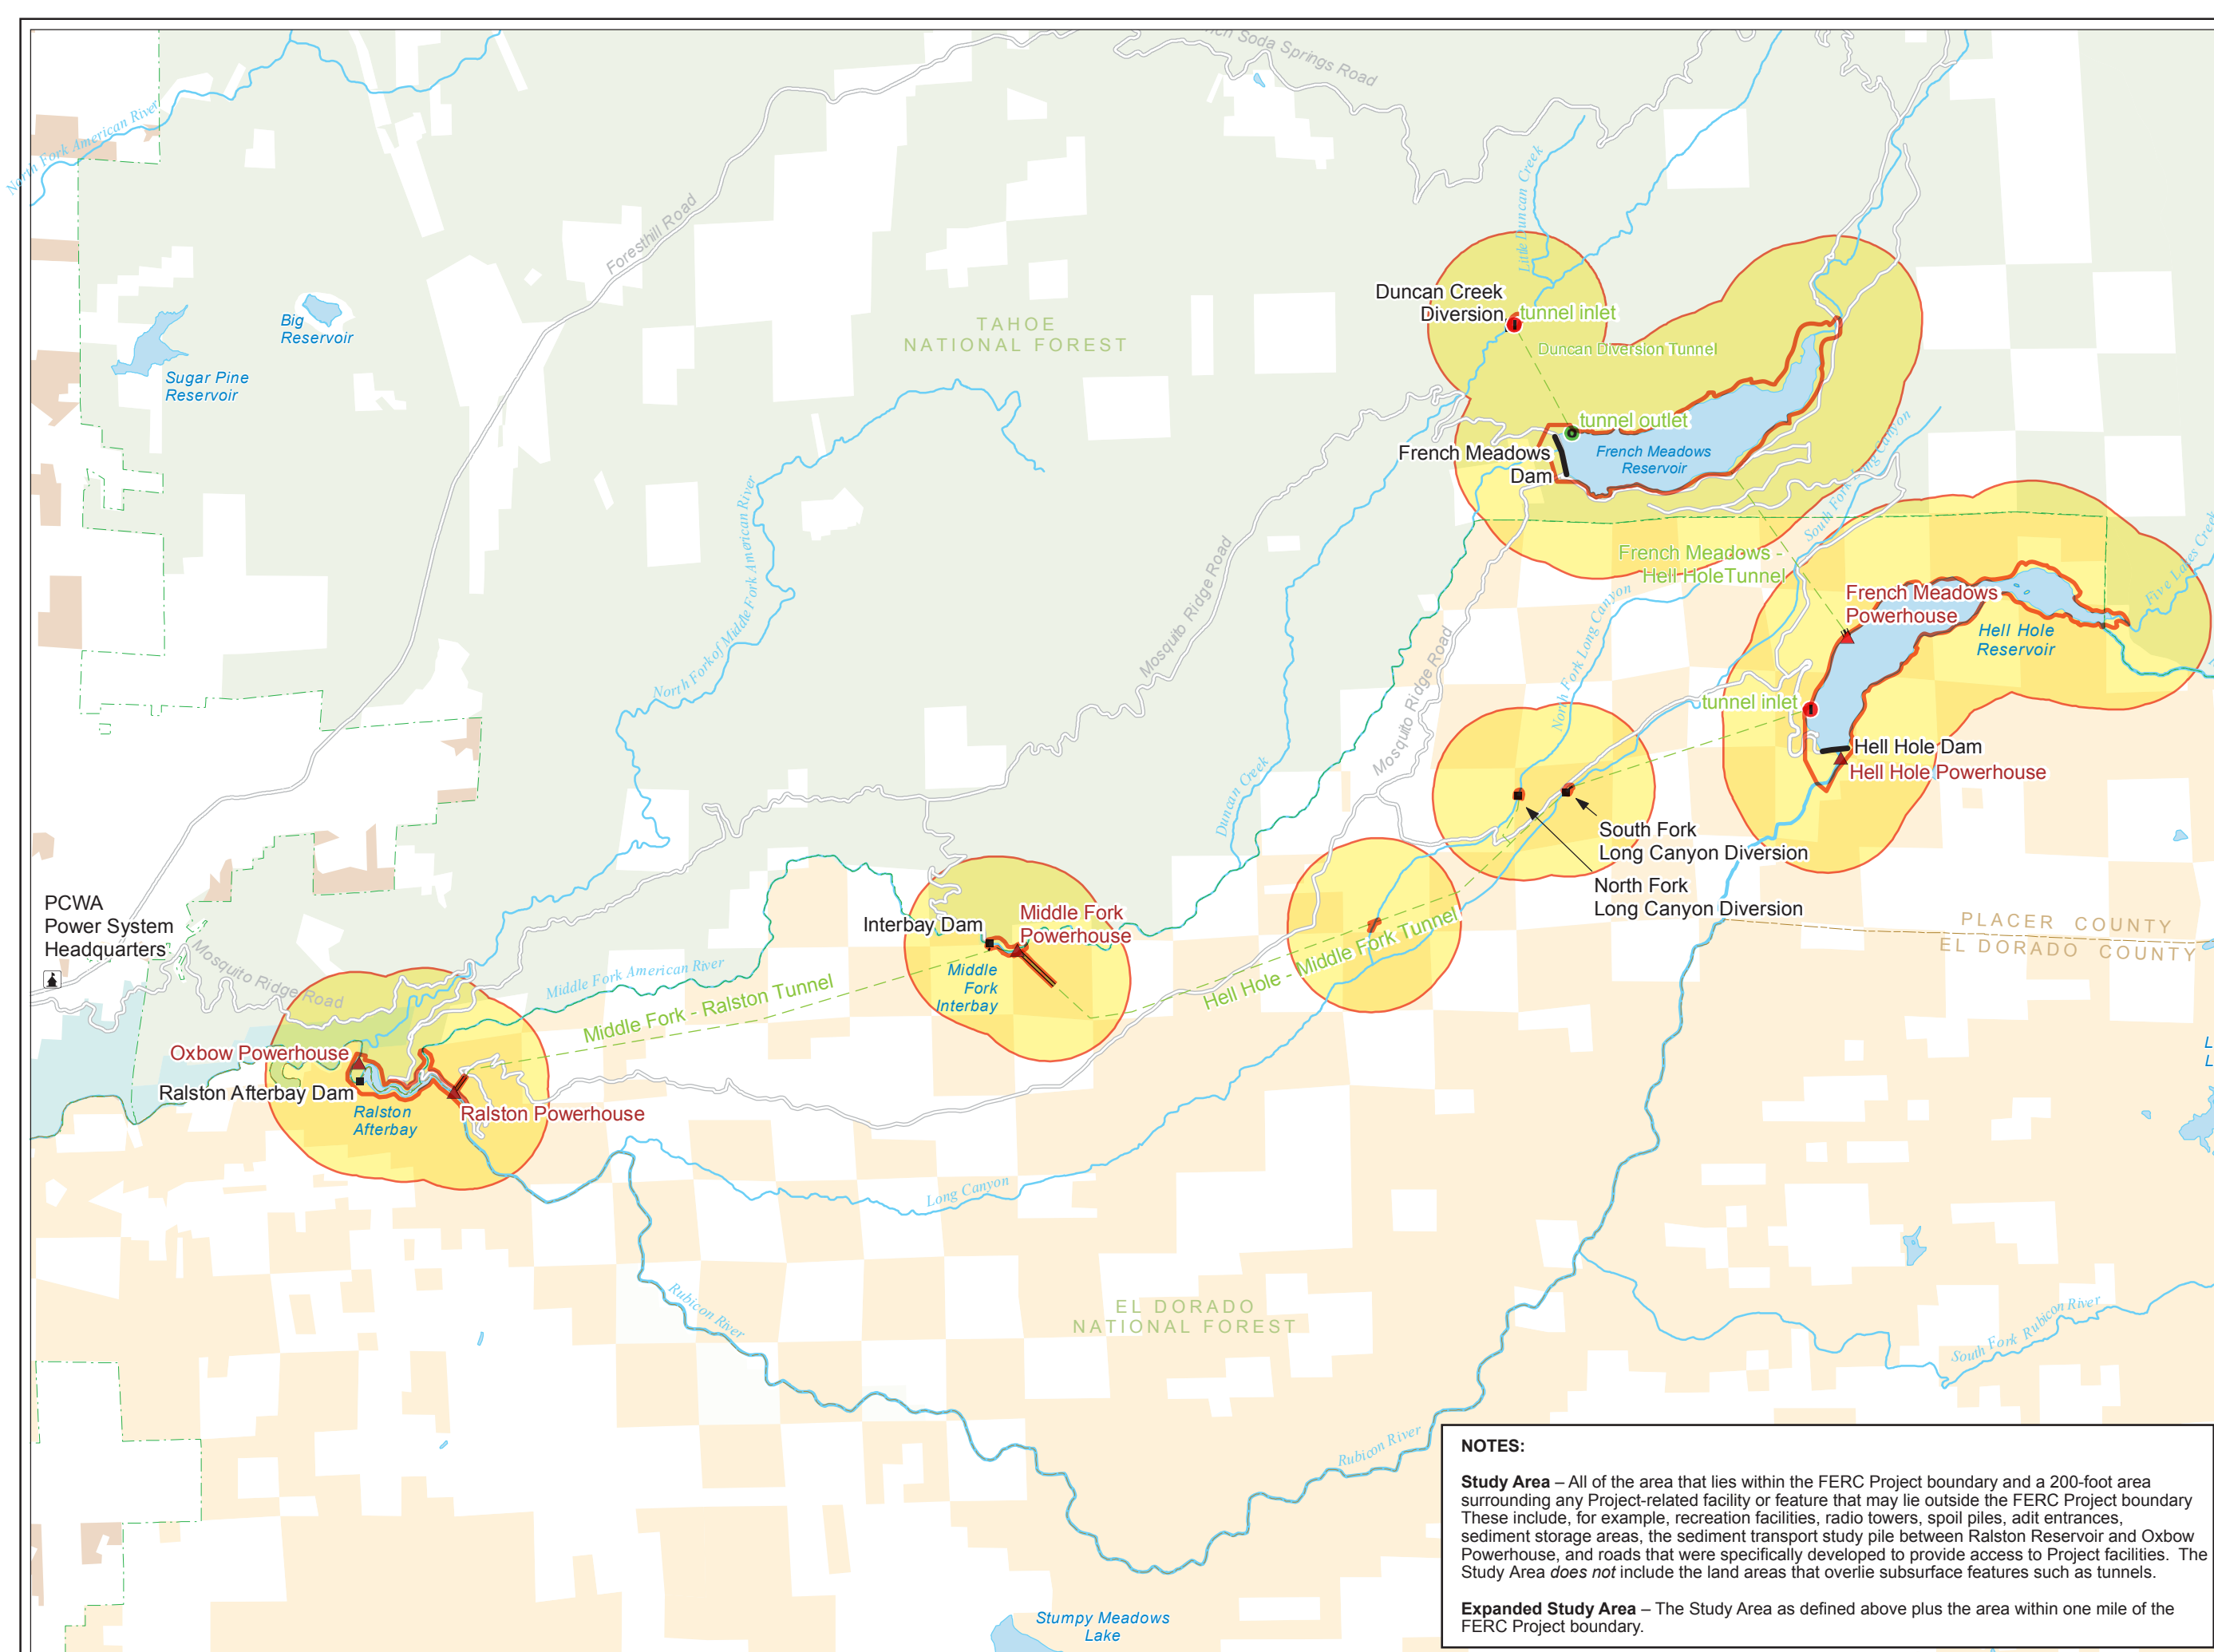 Soda Springs Road
North Fork American River
Foresthill Road
Little Duncan Creek
Duncan Creek
Diversion
tunnel inlet
Duncan Diversion Tunnel
TAHOE
NATIONAL FOREST
Big
Reservoir
Sugar Pine
Reservoir
tunnel outlet
French Meadows
Dam
French Meadows
Reservoir
South Fork Long Canyon
North Fork of Middle Fork American River
Mosquito Ridge Road
French Meadows -
Hell Hole Tunnel
Five Lakes Creek
French Meadows
Powerhouse
Hell Hole
Reservoir
North Fork Long Canyon
Mosquito Ridge Road
tunnel inlet
Hell Hole Dam
Hell Hole Powerhouse
Duncan Creek
South Fork
Long Canyon Diversion
North Fork
Long Canyon Diversion
PLACER COUNTY
EL DORADO COUNTY
PCWA
Power System
Headquarters
Mosquito Ridge Road
Interbay Dam
Middle Fork
Powerhouse
Middle
Fork
Interbay
Middle Fork American River
Middle Fork - Ralston Tunnel
Hell Hole - Middle Fork Tunnel
Oxbow Powerhouse
Ralston Afterbay Dam
Ralston
Afterbay
Ralston Powerhouse
Long Canyon
Rubicon River
EL DORADO
NATIONAL FOREST
South Fork Rubicon River
Rubicon River
Stumpy Meadows
Lake
NOTES:
Study Area – All of the area that lies within the FERC Project boundary and a 200-foot area
surrounding any Project-related facility or feature that may lie outside the FERC Project boundary
These include, for example, recreation facilities, radio towers, spoil piles, adit entrances,
sediment storage areas, the sediment transport study pile between Ralston Reservoir and Oxbow
Powerhouse, and roads that were specifically developed to provide access to Project facilities. The
Study Area does not include the land areas that overlie subsurface features such as tunnels.
Expanded Study Area – The Study Area as defined above plus the area within one mile of the
FERC Project boundary.